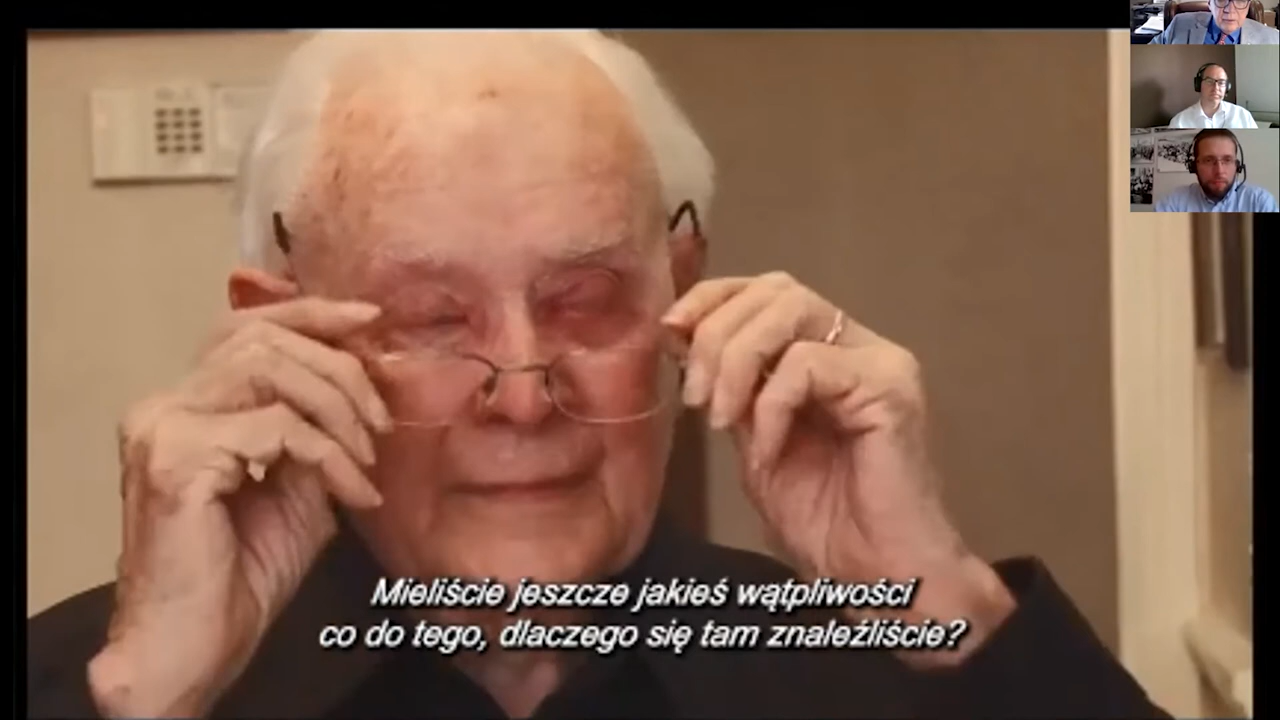 Mieliście jeszcze jakieś wątpliwości
co do tego, dlaczego się tam znaleźliście?